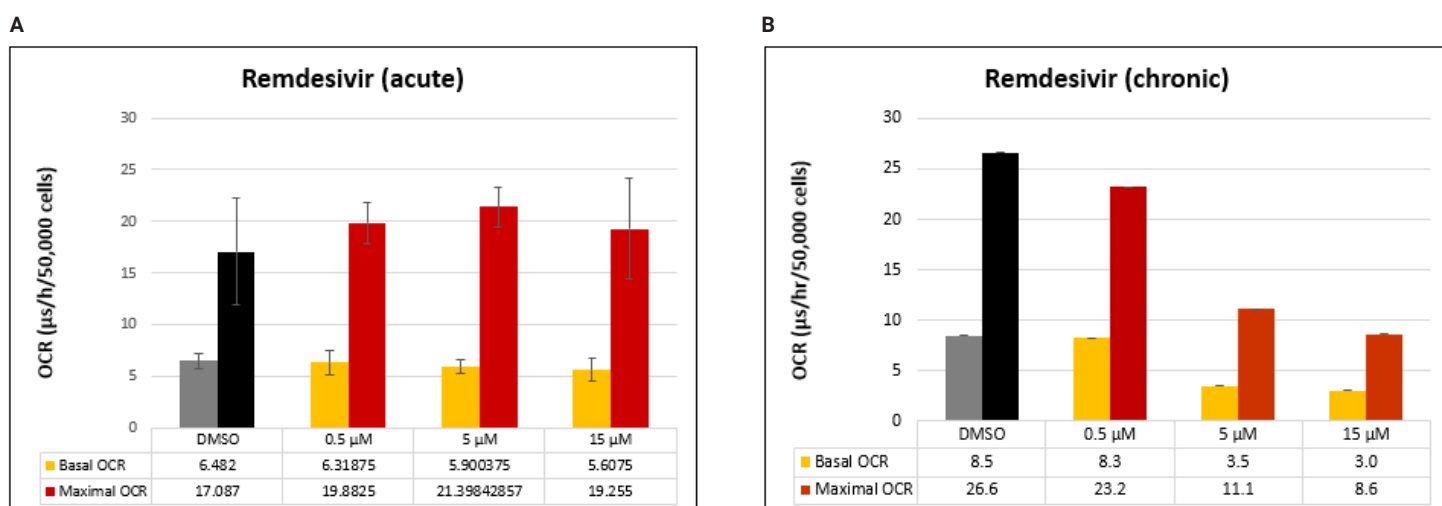 A
Remdesivir (acute)
OCR (µs/h/50,000 cells)
30
25
20
15
10
5
0
DMSO 0.5 µM 5 µM 15 µM
Basal OCR 6.482 6.31875 5.900375 5.6075
Maximal OCR 17.087 19.8825 21.39842857 19.255
B
Remdesivir (chronic)
OCR (µs/hr/50,000 cells)
30
25
20
15
10
5
0
DMSO 0.5 µM 5 µM 15 µM
Basal OCR 8.5 8.3 3.5 3.0
Maximal OCR 26.6 23.2 11.1 8.6